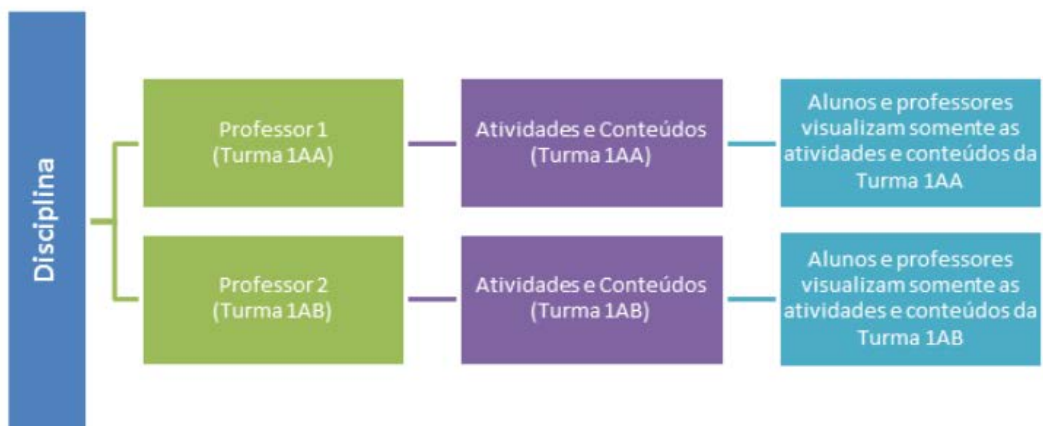 Disciplina
Professor 1
(Turma 1AA)
Atividades e Conteúdos
(Turma 1AA)
Alunos e professores
visualizam somente as
atividades e conteúdos da
Turma 1AA
Professor 2
(Turma 1AB)
Atividades e Conteúdos
(Turma 1AB)
Alunos e professores
visualizam somente as
atividades e conteúdos da
Turma 1AB